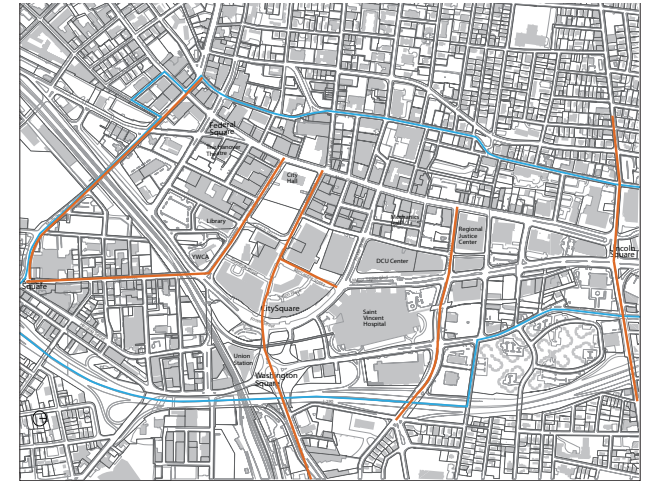 Federal
Square
The Hanover
Theatre
City
Hall
Library
Mechanics
Hall
Regional
Justice
Center
Lincoln
Square
YWCA
DCU Center
Square
CitySquare
Saint
Vincent
Hospital
Union
Station
Washington
Square